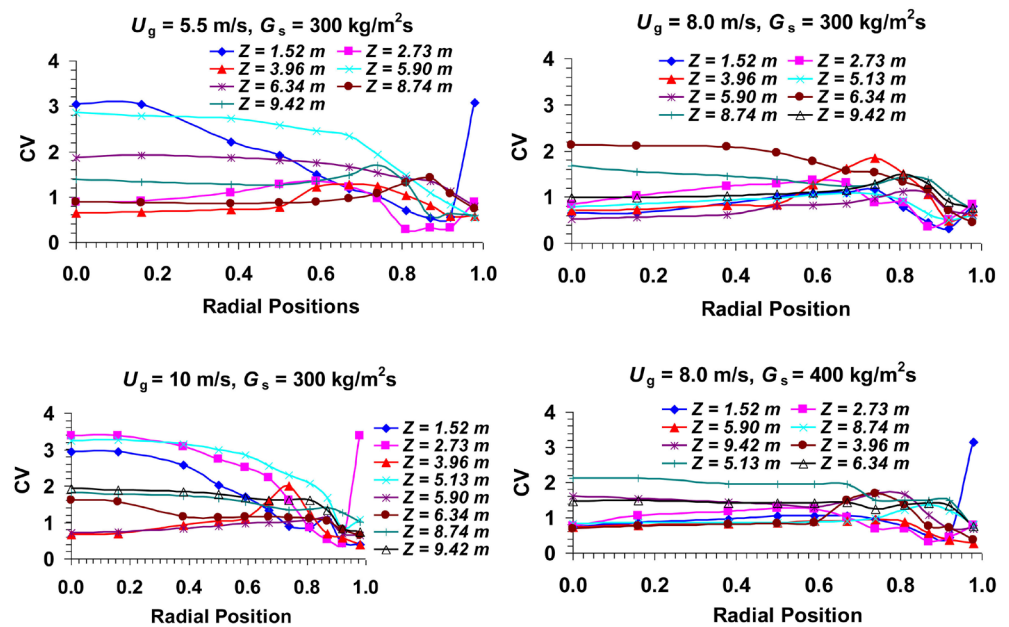 U_g = 5.5 m/s, G_s = 300 kg/m²s
Z = 1.52 m Z = 2.73 m
Z = 3.96 m Z = 5.90 m
Z = 6.34 m Z = 8.74 m
Z = 9.42 m
4
3
2
1
0
CV
0.0 0.2 0.4 0.6 0.8 1.0
Radial Positions
U_g = 8.0 m/s, G_s = 300 kg/m²s
Z = 1.52 m Z = 2.73 m
Z = 3.96 m Z = 5.13 m
Z = 5.90 m Z = 6.34 m
Z = 8.74 m Z = 9.42 m
4
3
2
1
0
CV
0.0 0.2 0.4 0.6 0.8 1.0
Radial Position
U_g = 10 m/s, G_s = 300 kg/m²s
Z = 1.52 m
Z = 2.73 m
Z = 3.96 m
Z = 5.13 m
Z = 5.90 m
Z = 6.34 m
Z = 8.74 m
Z = 9.42 m
4
3
2
1
0
CV
0.0 0.2 0.4 0.6 0.8 1.0
Radial Position
U_g = 8.0 m/s, G_s = 400 kg/m²s
Z = 1.52 m Z = 2.73 m
Z = 5.90 m Z = 8.74 m
Z = 9.42 m Z = 3.96 m
Z = 5.13 m Z = 6.34 m
4
3
2
1
0
CV
0.0 0.2 0.4 0.6 0.8 1.0
Radial Position